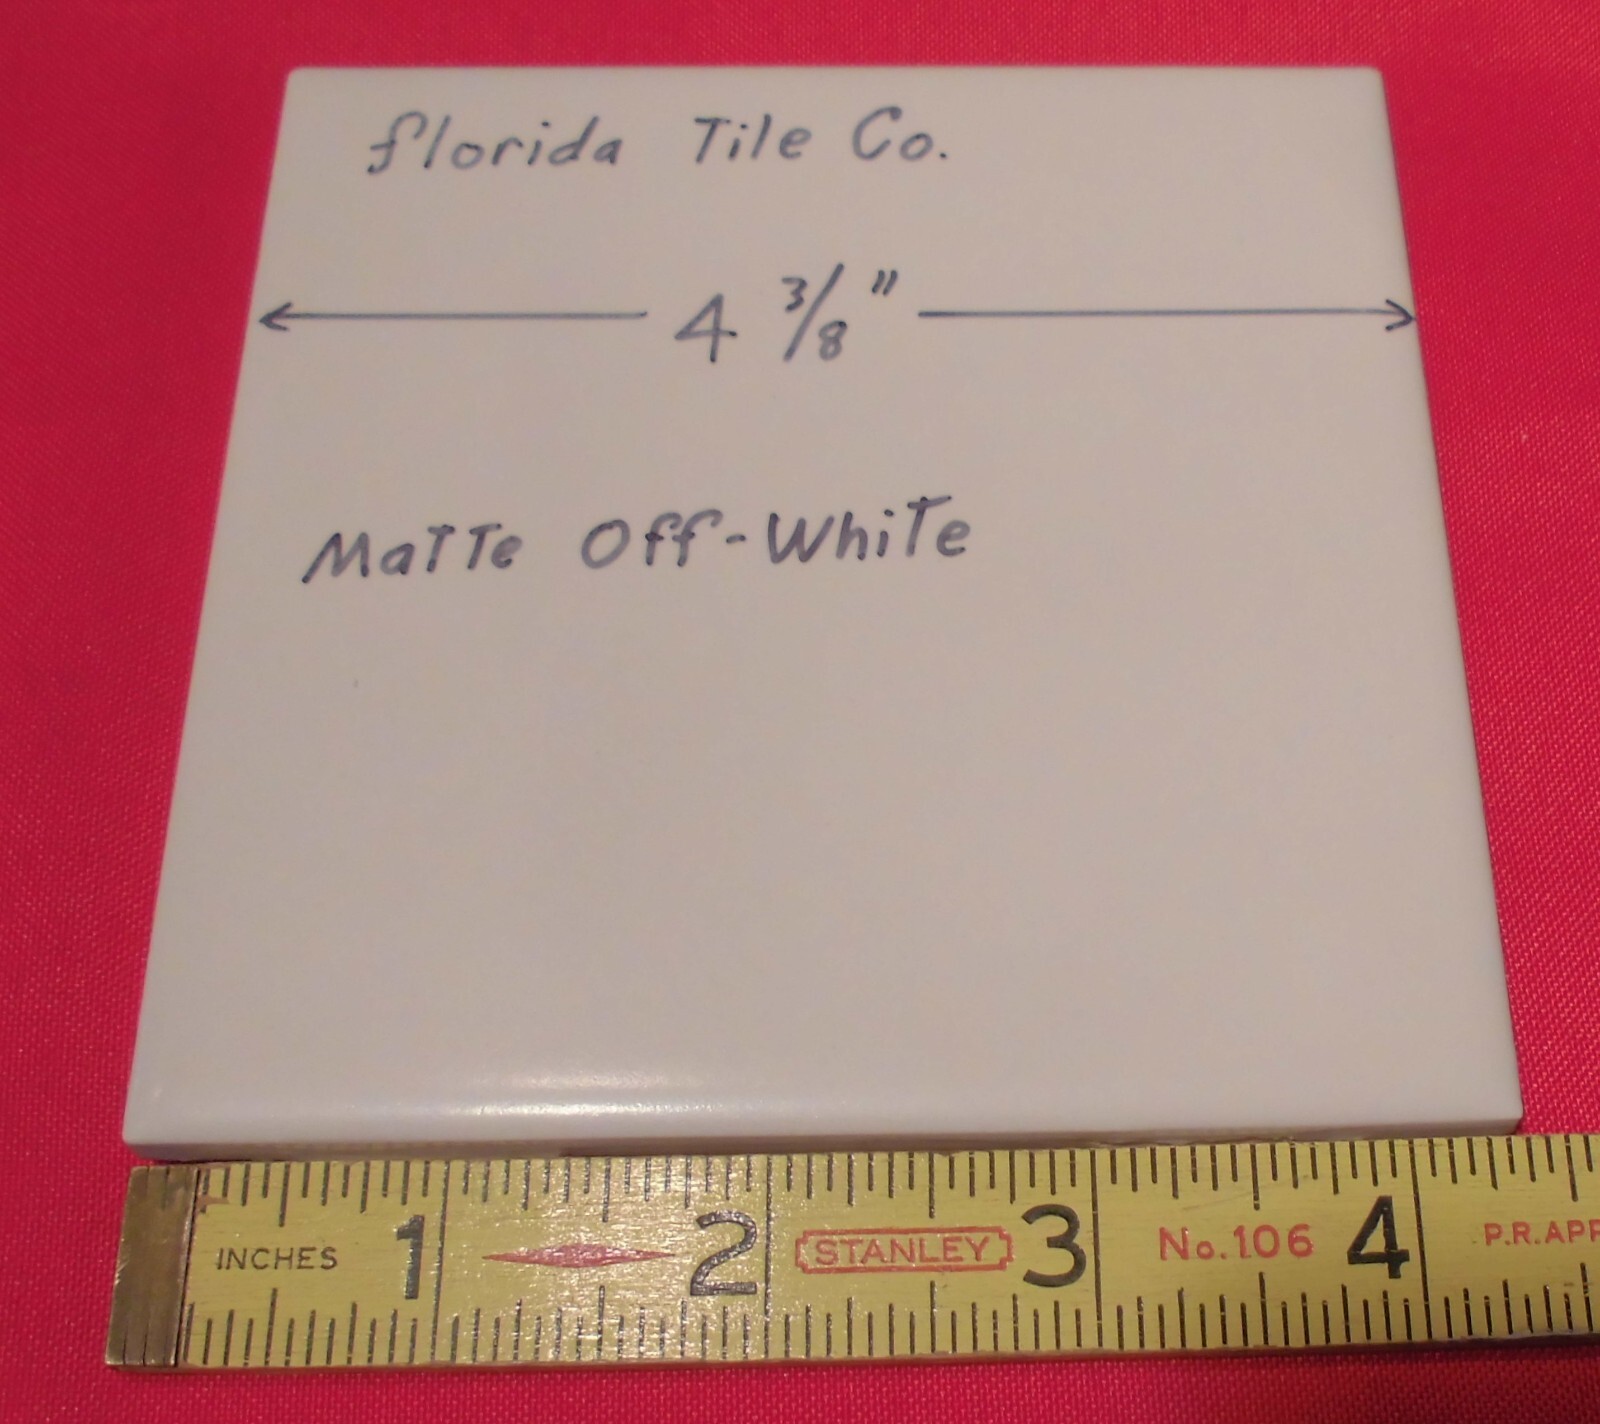 Florida Tile Co.
4 3/8"
Matte Off-White
INCHES 1 2 STANLEY 3 No. 106 4 P.R. APP